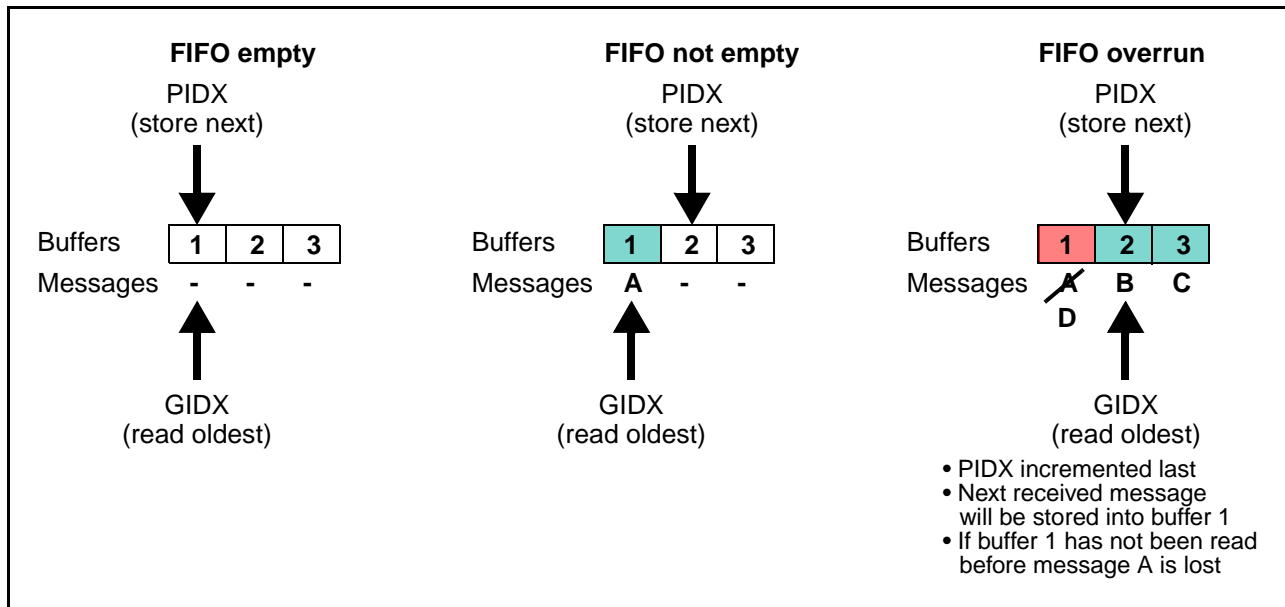 FIFO empty
PIDX
(store next)
Buffers 1 2 3
Messages - - -
GIDX
(read oldest)
FIFO not empty
PIDX
(store next)
Buffers 1 2 3
Messages A - -
GIDX
(read oldest)
FIFO overrun
PIDX
(store next)
Buffers 1 2 3
Messages A B C
D
GIDX
(read oldest)
• PIDX incremented last
• Next received message
will be stored into buffer 1
• If buffer 1 has not been read
before message A is lost